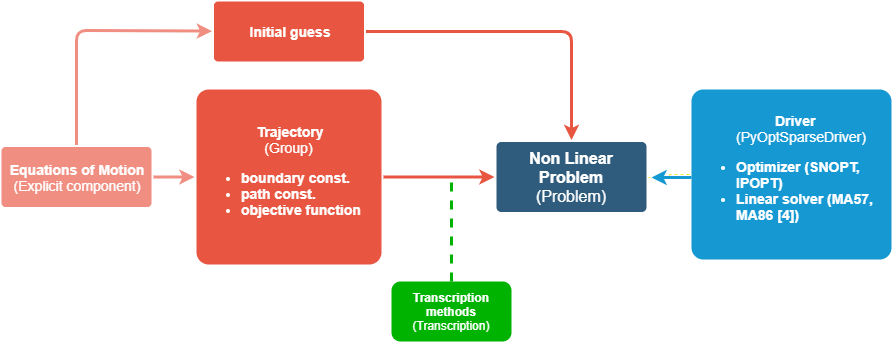 Initial guess
Equations of Motion
(Explicit component)
Trajectory
(Group)
• boundary const.
• path const.
• objective function
Non Linear
Problem
(Problem)
Driver
(PyOptSparseDriver)
• Optimizer (SNOPT,
IPOPT)
• Linear solver (MA57,
MA86 [4])
Transcription
methods
(Transcription)